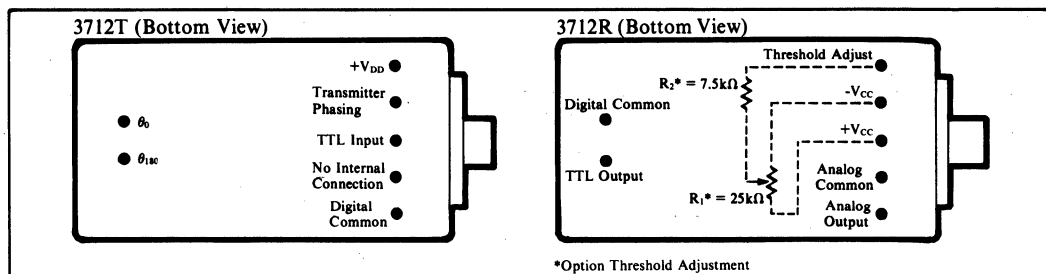 3712T (Bottom View)
+V_DD
Transmitter
Phasing
TTL Input
No Internal
Connection
Digital
Common
θ₀
θ₁₈₀
3712R (Bottom View)
Threshold Adjust
R₂* = 7.5kΩ
-V_CC
Digital Common
+V_CC
TTL Output
Analog
Common
R₁* = 25kΩ
Analog
Output
*Option Threshold Adjustment